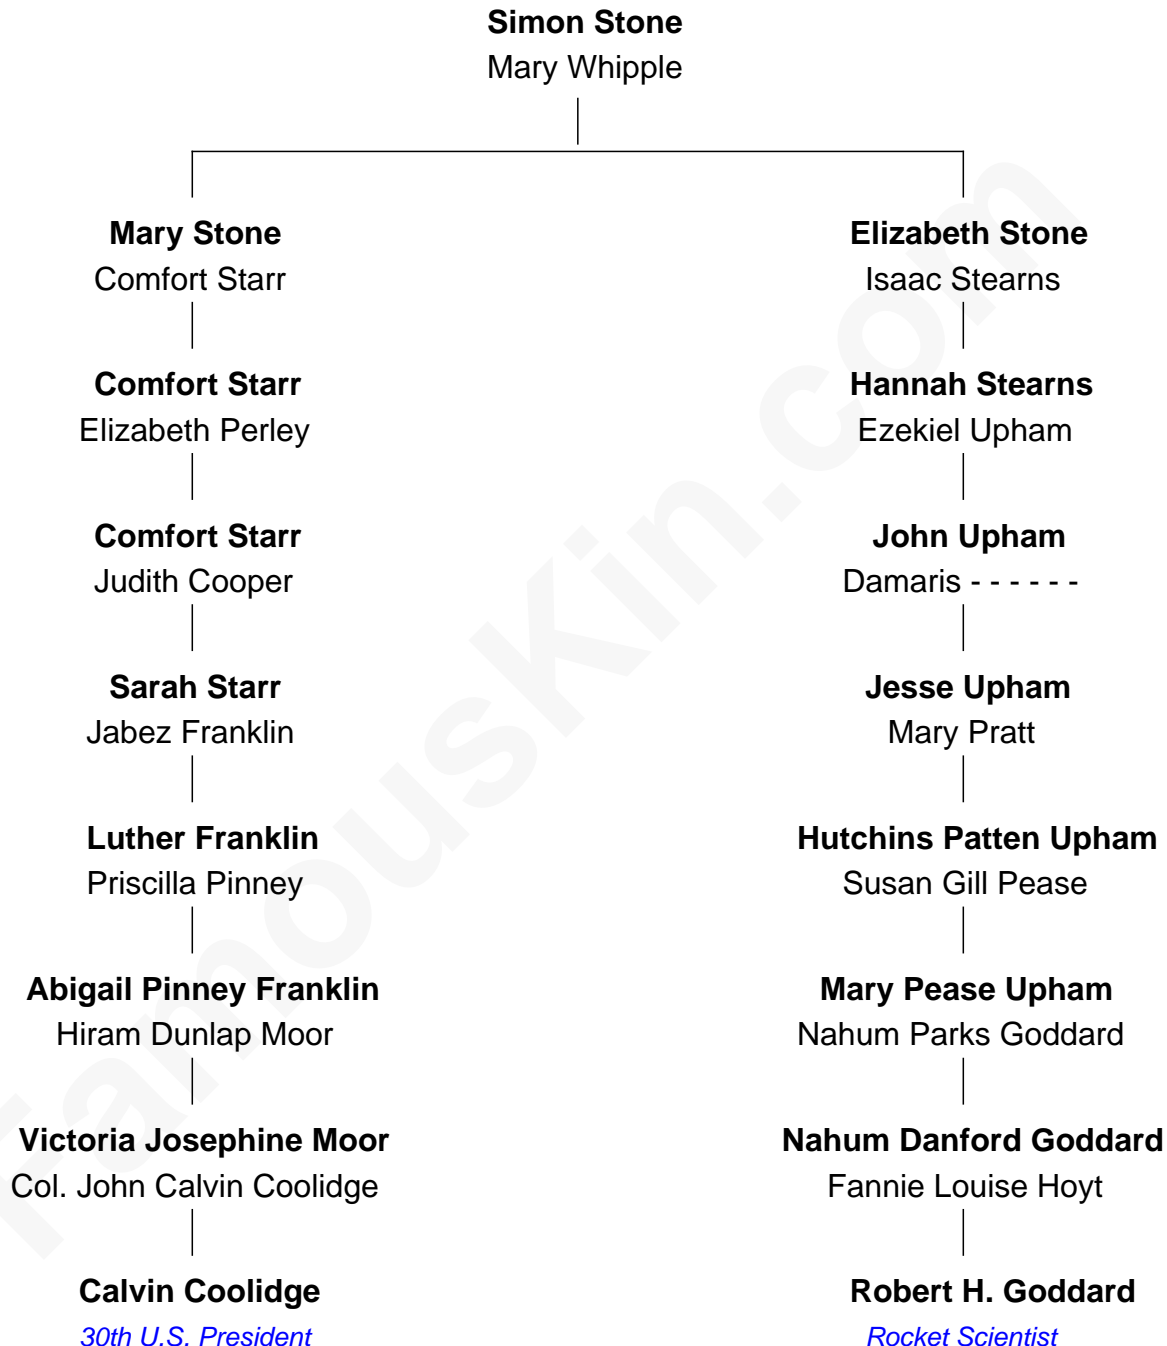 Simon Stone
Mary Whipple
Mary Stone
Comfort Starr
Elizabeth Stone
Isaac Stearns
Comfort Starr
Elizabeth Perley
Hannah Stearns
Ezekiel Upham
Comfort Starr
Judith Cooper
John Upham
Damaris - - - - - -
Sarah Starr
Jabez Franklin
Jesse Upham
Mary Pratt
Luther Franklin
Priscilla Pinney
Hutchins Patten Upham
Susan Gill Pease
Abigail Pinney Franklin
Hiram Dunlap Moor
Mary Pease Upham
Nahum Parks Goddard
Victoria Josephine Moor
Col. John Calvin Coolidge
Nahum Danford Goddard
Fannie Louise Hoyt
Calvin Coolidge
30th U.S. President
Robert H. Goddard
Rocket Scientist
FamousKin.com